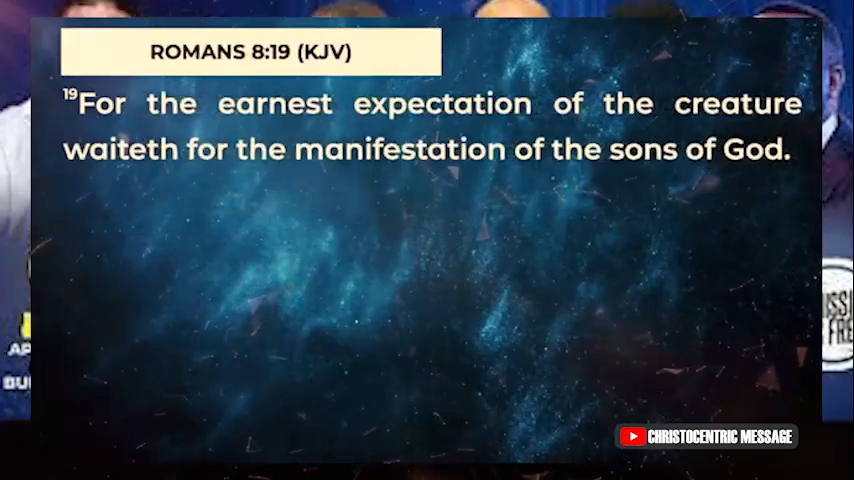 ROMANS 8:19 (KJV)
19For the earnest expectation of the creature
waiteth for the manifestation of the sons of God.
CHRISTOCENTRIC MESSAGE